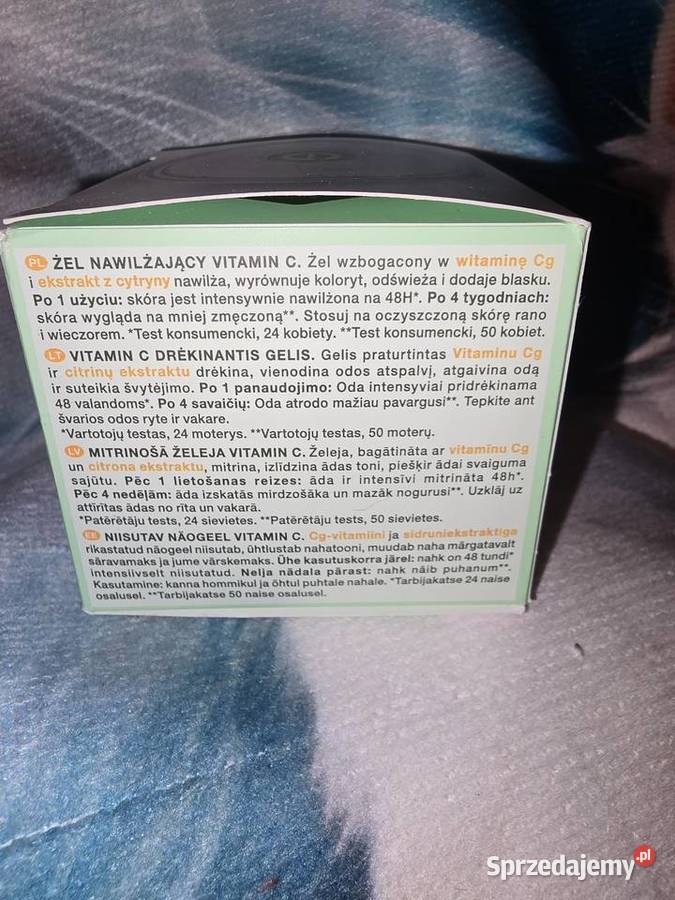 PL ŻEL NAWILŻAJĄCY VITAMIN C. Żel wzbogacony w witaminę Cg
i ekstrakt z cytryny nawilża, wyrównuje koloryt, odświeża i dodaje blasku.
Po 1 użyciu: skóra jest intensywnie nawilżona na 48H*. Po 4 tygodniach:
skóra wygląda na mniej zmęczoną**. Stosuj na oczyszczoną skórę rano
i wieczorem. *Test konsumencki, 24 kobiety. **Test konsumencki, 50 kobiet.
LT VITAMIN C DRĖKINANTIS GELIS. Gelis praturtintas Vitaminu Cg
ir citrinų ekstraktu drėkina, vienodina odos atspalvį, atgaivina odą
ir suteikia švytėjimo. Po 1 panaudojimo: Oda intensyviai pridrėkinama
48 valandoms*. Po 4 savaičių: Oda atrodo mažiau pavargusi**. Tepkite ant
švarios odos ryte ir vakare.
*Vartotojų testas, 24 moterys. **Vartotojų testas, 50 moterų.
LV MITRINOŠĀ ŽELEJA VITAMIN C. Želeja, bagātināta ar vitamīnu Cg
un citrona ekstraktu, mitrina, izlīdzina ādas toni, piešķir ādai svaiguma
sajūtu. Pēc 1 lietošanas reizes: āda ir intensīvi mitrināta 48h*.
Pēc 4 nedēļām: āda izskatās mirdzošāka un mazāk nogurusi**. Uzklāj uz
attīrītas ādas no rīta un vakarā.
*Patērētāju tests, 24 sievietes. **Patērētāju tests, 50 sievietes.
EE NIISUTAV NÄOGEEL VITAMIN C. Cg-vitamiini ja sidruniekstraktiga
rikastatud näogeel niisutab, ühtlustab nahatooni, muudab naha märgatavalt
säravamaks ja jume värskemaks. Ühe kasutuskorra järel: nahk on 48 tundi*
intensiivselt niisutatud. Nelja nädala pärast: nahk näib puhanum**.
Kasutamine: kanna hommikul ja õhtul puhtale nahale. *Tarbijakatse 24 naise
osalusel. **Tarbijakatse 50 naise osalusel.
Sprzedajemy.pl